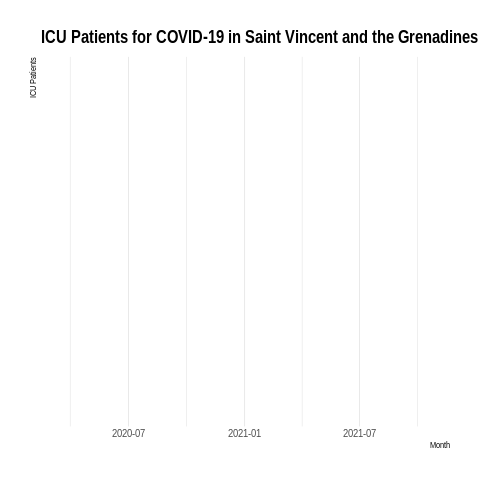 ICU Patients for COVID-19 in Saint Vincent and the Grenadines
ICU Patients
2020-07
2021-01
2021-07
Month